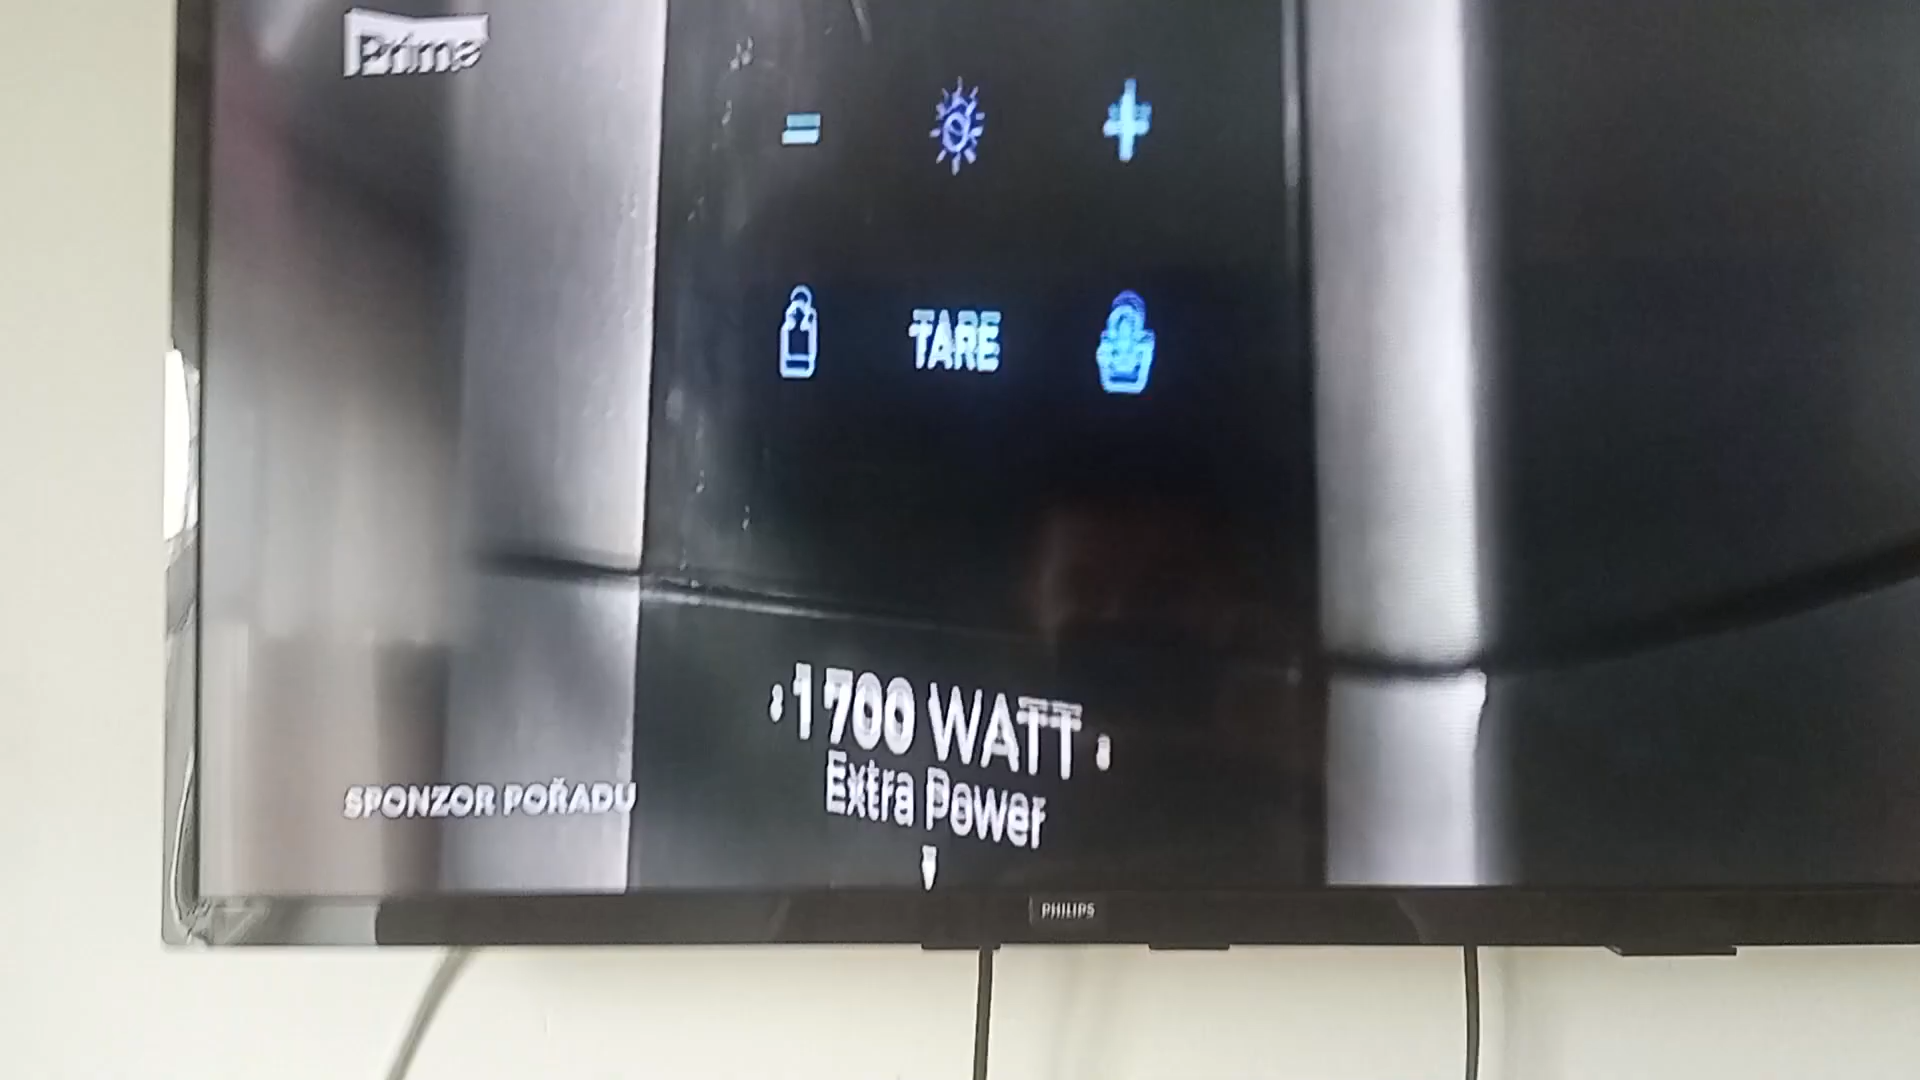 Prima
TARE
1700 WATT
Extra Power
SPONZOR POŘADU
PHILIPS